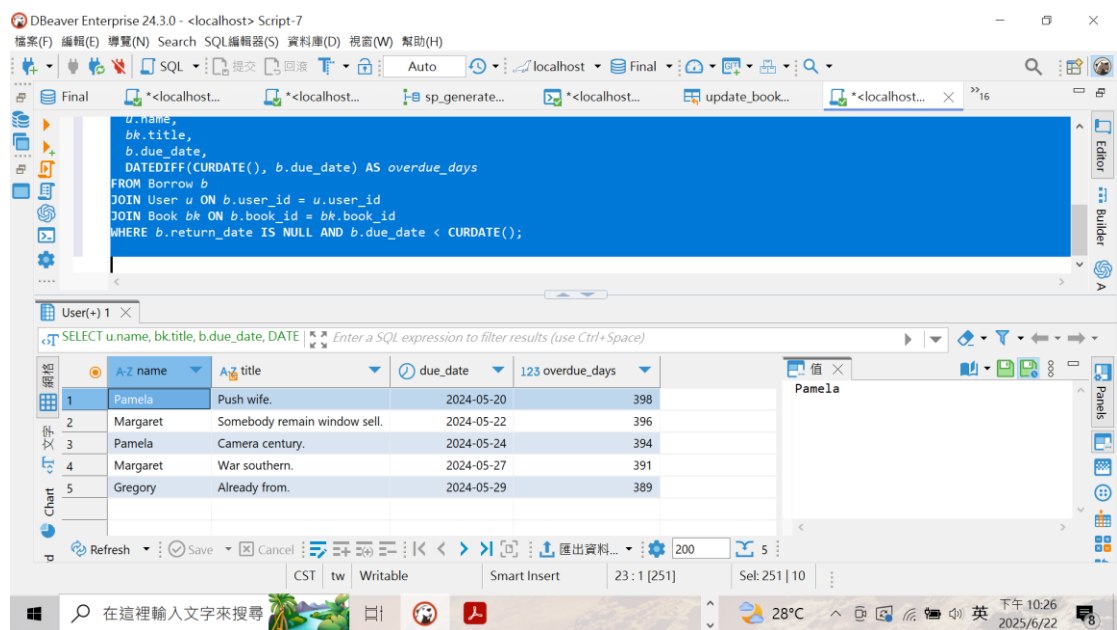 DBeaver Enterprise 24.3.0 - <localhost> Script-7
檔案(F) 編輯(E) 導覽(N) Search SQL編輯器(S) 資料庫(D) 視窗(W) 幫助(H)
SQL 提交 回滾 Auto localhost Final
Final *<localhost... *<localhost... sp_generate... *<localhost... update_book... *<localhost... »16
u.name,
bk.title,
b.due_date,
DATEDIFF(CURDATE(), b.due_date) AS overdue_days
FROM Borrow b
JOIN User u ON b.user_id = u.user_id
JOIN Book bk ON b.book_id = bk.book_id
WHERE b.return_date IS NULL AND b.due_date < CURDATE();
Editor
Builder
A
User(+) 1
SELECT u.name, bk.title, b.due_date, DATE Enter a SQL expression to filter results (use Ctrl+Space)
網格
文字
Chart
A-Z name A-Z title due_date 123 overdue_days
1 Pamela Push wife. 2024-05-20 398
2 Margaret Somebody remain window sell. 2024-05-22 396
3 Pamela Camera century. 2024-05-24 394
4 Margaret War southern. 2024-05-27 391
5 Gregory Already from. 2024-05-29 389
值
Pamela
Panels
Refresh Save Cancel 匯出資料... 200 5
CST tw Writable Smart Insert 23 : 1 [251] Sel: 251 | 10
在這裡輸入文字來搜尋 28°C 英 下午 10:26
2025/6/22
8